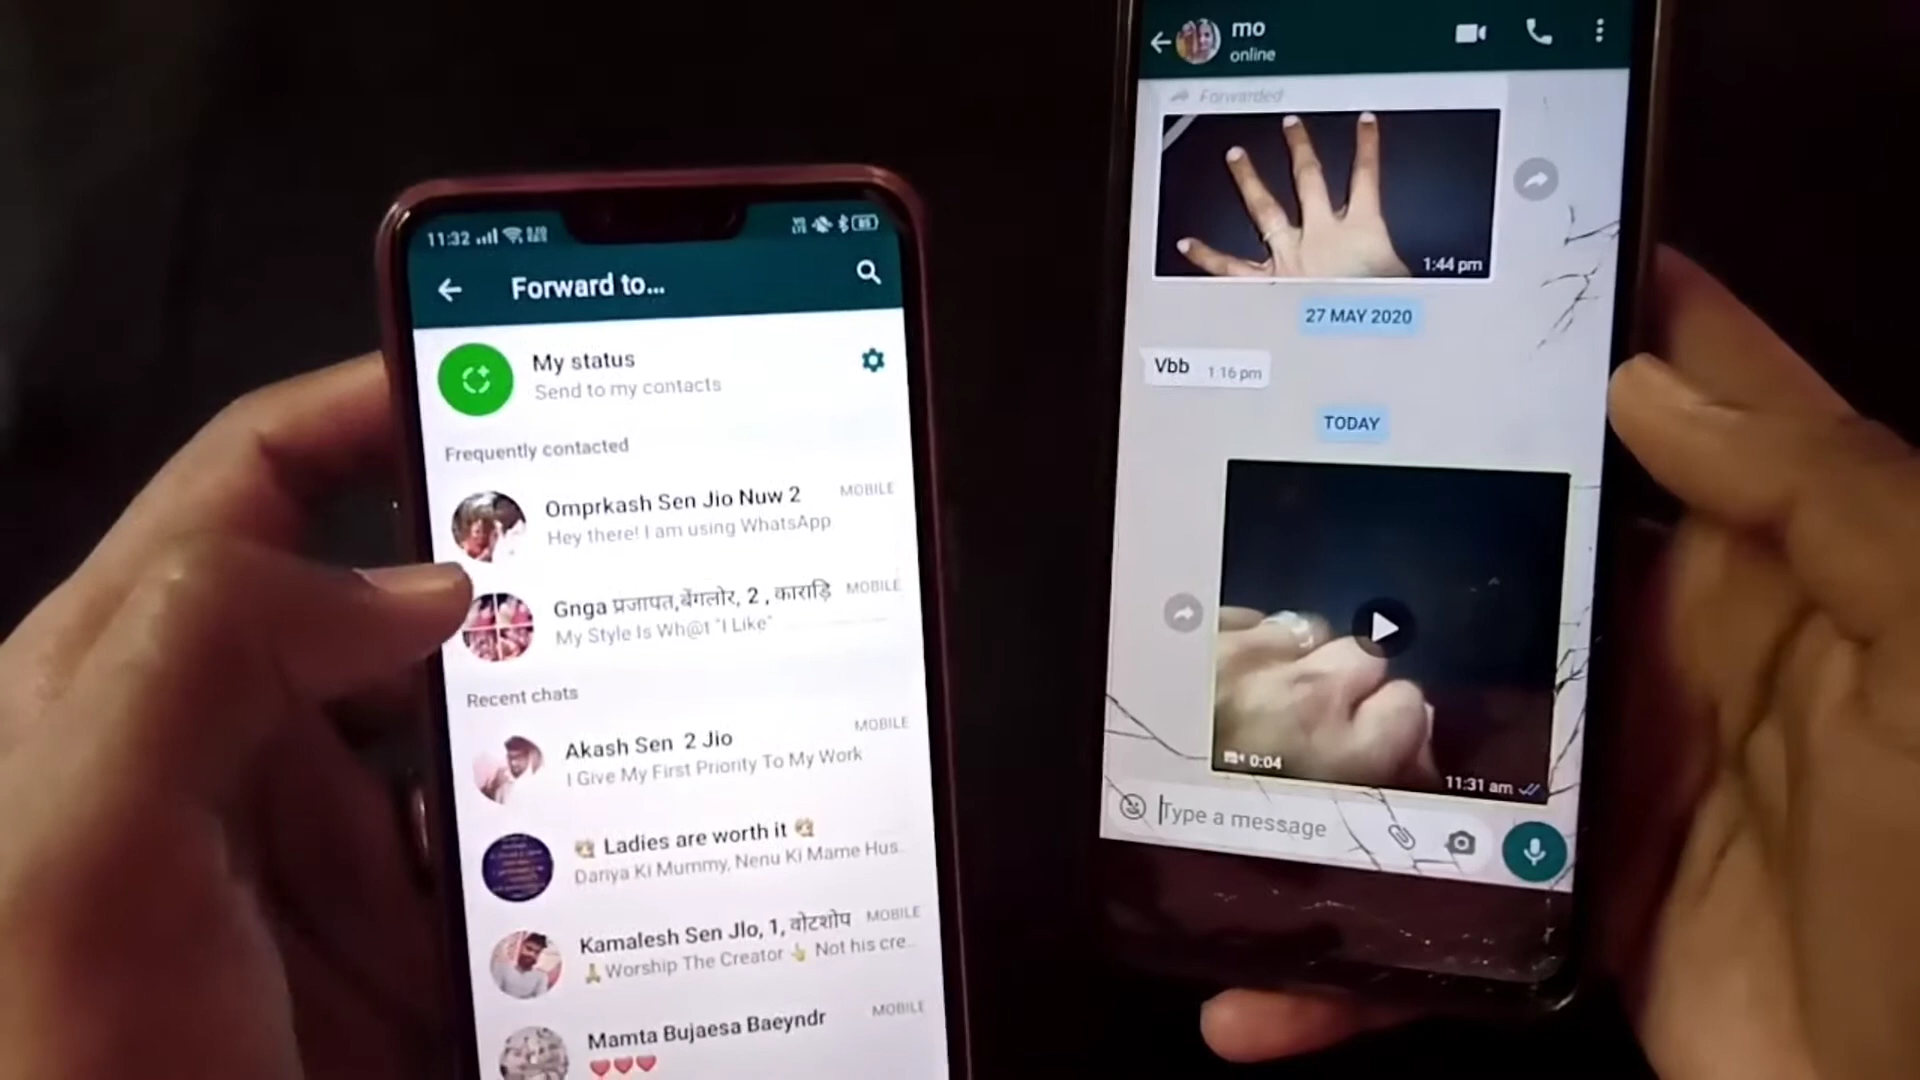 11:32
Forward to...
My status
Send to my contacts
Frequently contacted
Omprkash Sen Jio Nuw 2
MOBILE
Hey there! I am using WhatsApp
Gnga प्रजापत,बेंगलोर, 2 , काराड़ि
MOBILE
My Style Is Wh@t "I Like"
Recent chats
Akash Sen 2 Jio
MOBILE
I Give My First Priority To My Work
Ladies are worth it
Dariya Ki Mummy, Nenu Ki Mame Hus...
Kamalesh Sen JIo, 1, वोटशोप
MOBILE
🙏Worship The Creator 👆 Not his cre...
Mamta Bujaesa Baeyndr
MOBILE
❤️❤️❤️
mo
online
Forwarded
1:44 pm
27 MAY 2020
Vbb
1:16 pm
TODAY
0:04
11:31 am
Type a message